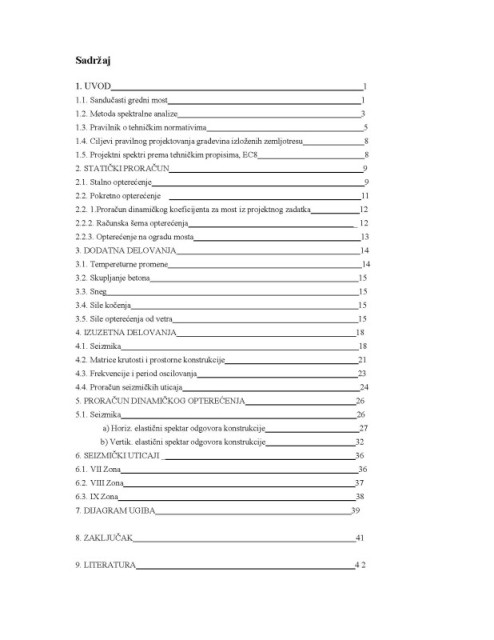 Sadržaj
1. UVOD 1
1.1. Sandučasti gredni most 1
1.2. Metoda spektralne analize 3
1.3. Pravilnik o tehničkim normativima 5
1.4. Ciljevi pravilnog projektovanja građevina izloženih zemljotresu 8
1.5. Projektni spektri prema tehničkim propisima, EC8 8
2. STATIČKI PRORAČUN 9
2.1. Stalno opterećenje 9
2.2. Pokretno opterećenje 11
2.2. 1.Proračun dinamičkog koeficijenta za most iz projektnog zadatka 12
2.2.2. Računska šema opterećenja 12
2.2.3. Opterećenje na ogradu mosta 13
3. DODATNA DELOVANJA 14
3.1. Tempereturne promene 14
3.2. Skupljanje betona 15
3.3. Sneg 15
3.4. Sile kočenja 15
3.5. Sile opterećenja od vetra 15
4. IZUZETNA DELOVANJA 18
4.1. Seizmika 18
4.2. Matrice krutosti i prostorne konstrukcije 21
4.3. Frekvencije i period oscilovanja 23
4.4. Proračun seizmičkih uticaja 24
5. PRORAČUN DINAMIČKOG OPTEREĆENJA 26
5.1. Seizmika 26
a) Horiz. elastični spektar odgovora konstrukcije 27
b) Vertik. elastični spektar odgovora konstrukcije 32
6. SEIZMIČKI UTICAJI 36
6.1. VII Zona 36
6.2. VIII Zona 37
6.3. IX Zona 38
7. DIJAGRAM UGIBA 39
8. ZAKLJUČAK 41
9. LITERATURA 4 2